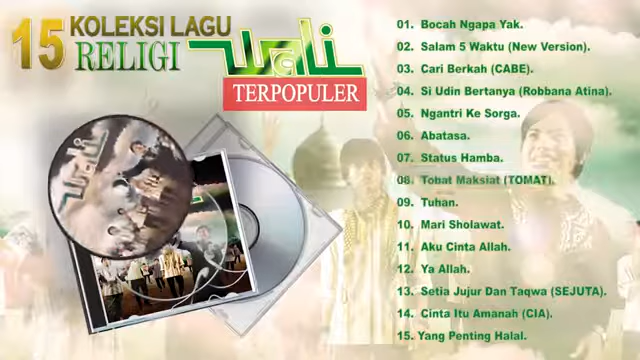 15 KOLEKSI LAGU
RELIGI
Wali
TERPOPULER
Wali
01. Bocah Ngapa Yak.
02. Salam 5 Waktu (New Version).
03. Cari Berkah (CABE).
04. Si Udin Bertanya (Robbana Atina).
05. Ngantri Ke Sorga.
06. Abatasa.
07. Status Hamba.
08. Tobat Maksiat (TOMAT).
09. Tuhan.
10. Mari Sholawat.
11. Aku Cinta Allah.
12. Ya Allah.
13. Setia Jujur Dan Taqwa (SEJUTA).
14. Cinta Itu Amanah (CIA).
15. Yang Penting Halal.